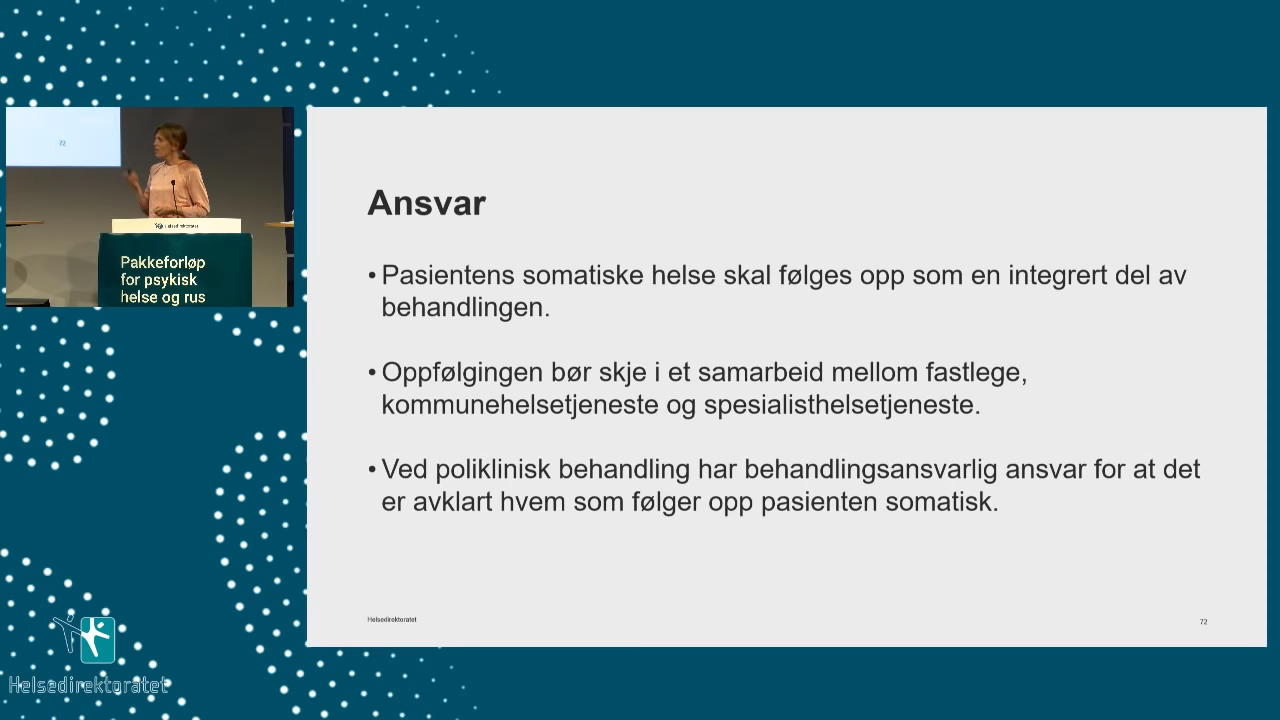 72
Helsedirektoratet
Pakkeforløp
for psykisk
helse og rus
Ansvar
• Pasientens somatiske helse skal følges opp som en integrert del av
behandlingen.
• Oppfølgingen bør skje i et samarbeid mellom fastlege,
kommunehelsetjeneste og spesialisthelsetjeneste.
• Ved poliklinisk behandling har behandlingsansvarlig ansvar for at det
er avklart hvem som følger opp pasienten somatisk.
Helsedirektoratet
72
Helsedirektoratet